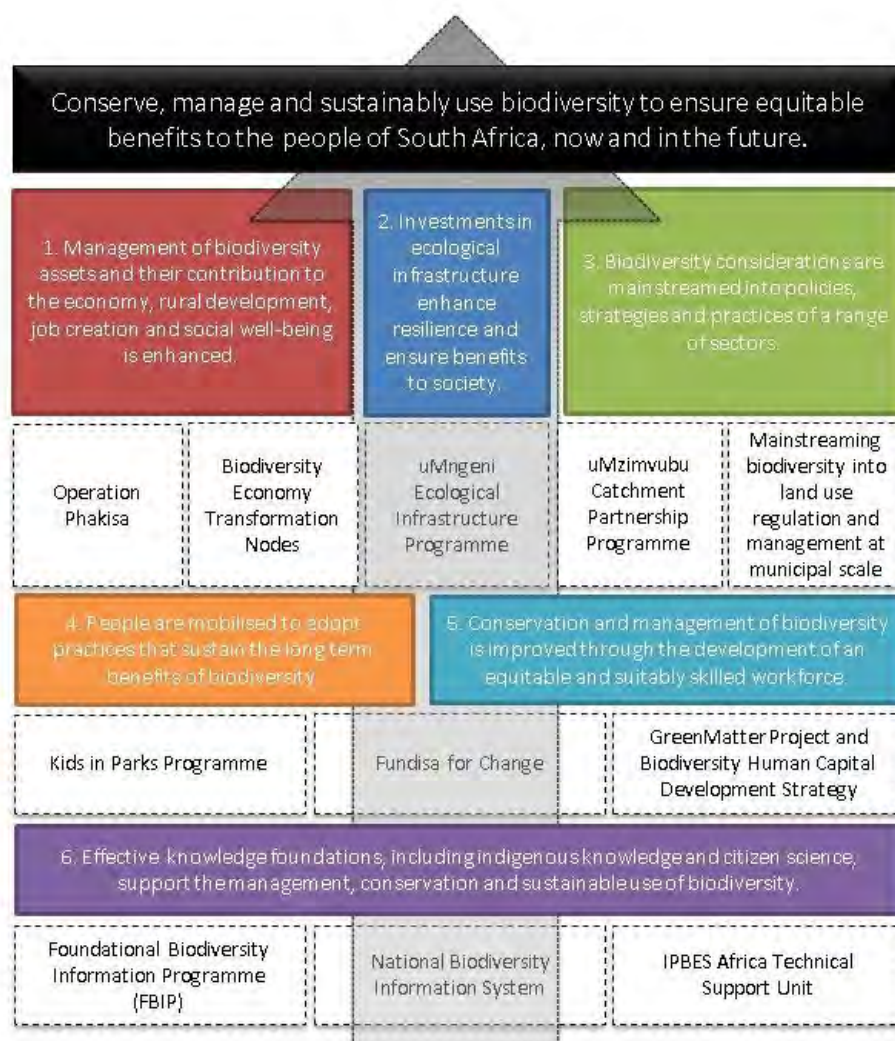 Conserve, manage and sustainably use biodiversity to ensure equitable
benefits to the people of South Africa, now and in the future.
1. Management of biodiversity
assets and their contribution to
the economy, rural development,
job creation and social well-being
is enhanced.
2. Investments in
ecological
infrastructure
enhance
resilience and
ensure benefits
to society.
3. Biodiversity considerations are
mainstreamed into policies,
strategies and practices of a range
of sectors.
Operation
Phakisa
Biodiversity
Economy
Transformation
Nodes
uMngeni
Ecological
Infrastructure
Programme
uMzimvubu
Catchment
Partnership
Programme
Mainstreaming
biodiversity into
land use
regulation and
management at
municipal scale
4. People are mobilised to adopt
practices that sustain the long term
benefits of biodiversity
5. Conservation and management of biodiversity
is improved through the development of an
equitable and suitably skilled workforce.
Kids in Parks Programme
Fundisa for Change
GreenMatter Project and
Biodiversity Human Capital
Development Strategy
6. Effective knowledge foundations, including indigenous knowledge and citizen science,
support the management, conservation and sustainable use of biodiversity.
Foundational Biodiversity
Information Programme
(FBIP)
National Biodiversity
Information System
IPBES Africa Technical
Support Unit